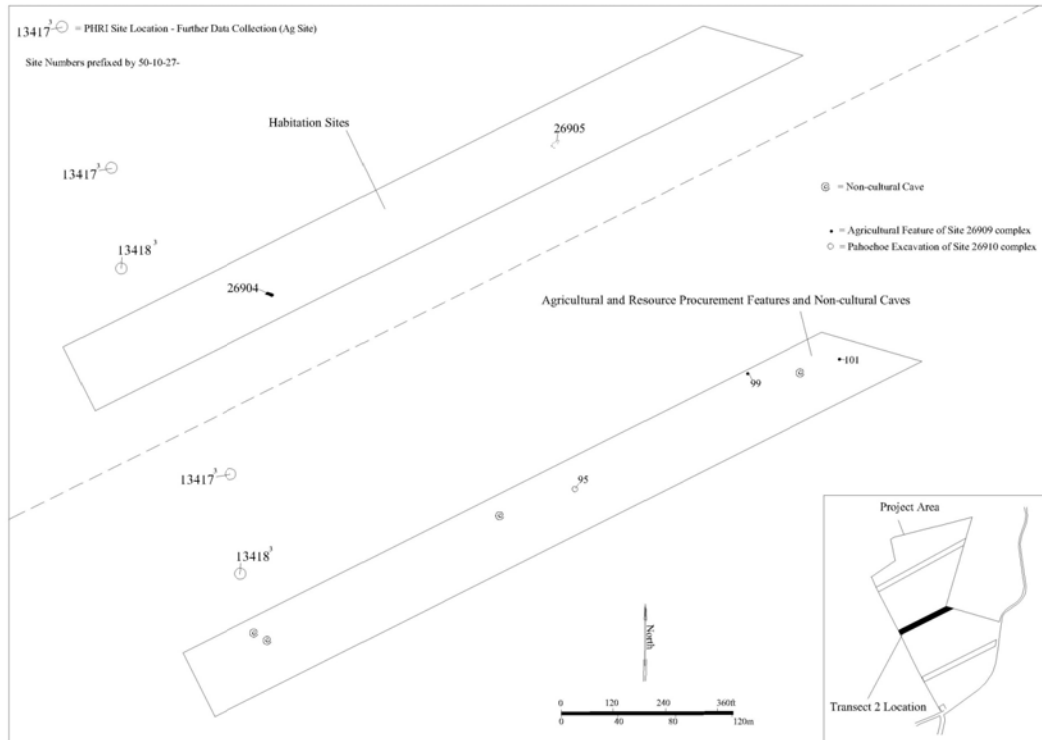 13417³ = PHRI Site Location - Further Data Collection (Ag Site)
Site Numbers prefixed by 50-10-27-
Habitation Sites
26905
13417³
= Non-cultural Cave
= Agricultural Feature of Site 26909 complex
13418³
= Pahoehoe Excavation of Site 26910 complex
26904
Agricultural and Resource Procurement Features and Non-cultural Caves
101
99
13417³
95
13418³
Project Area
North
Transect 2 Location
0 120 240 360ft
0 40 80 120m